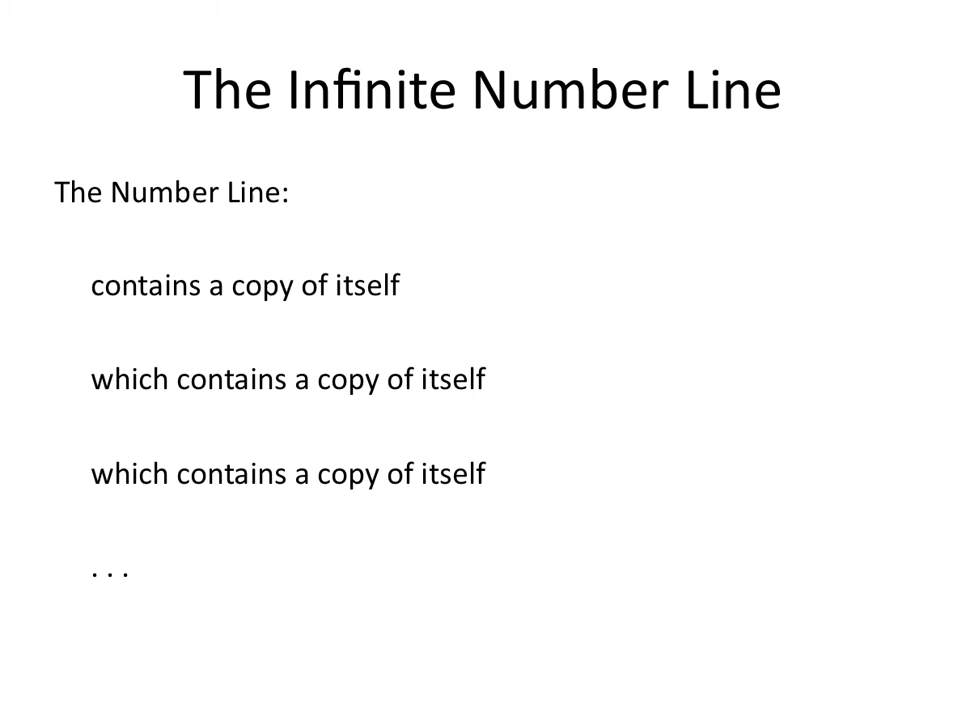 The Infinite Number Line
The Number Line:
contains a copy of itself
which contains a copy of itself
which contains a copy of itself
. . .